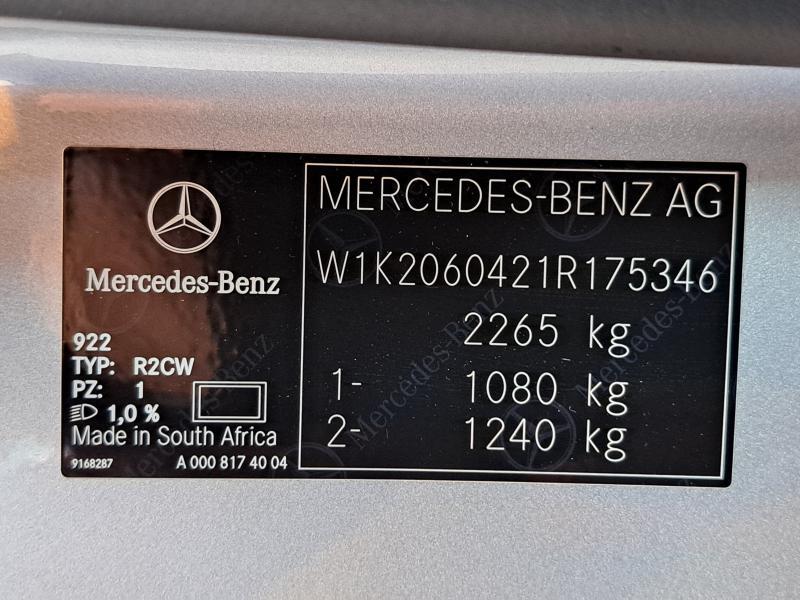 Mercedes-Benz
922
TYP: R2CW
PZ: 1
1,0 %
Made in South Africa
9168287 A 000 817 40 04
MERCEDES-BENZ AG
W1K2060421R175346
2265 kg
1- 1080 kg
2- 1240 kg